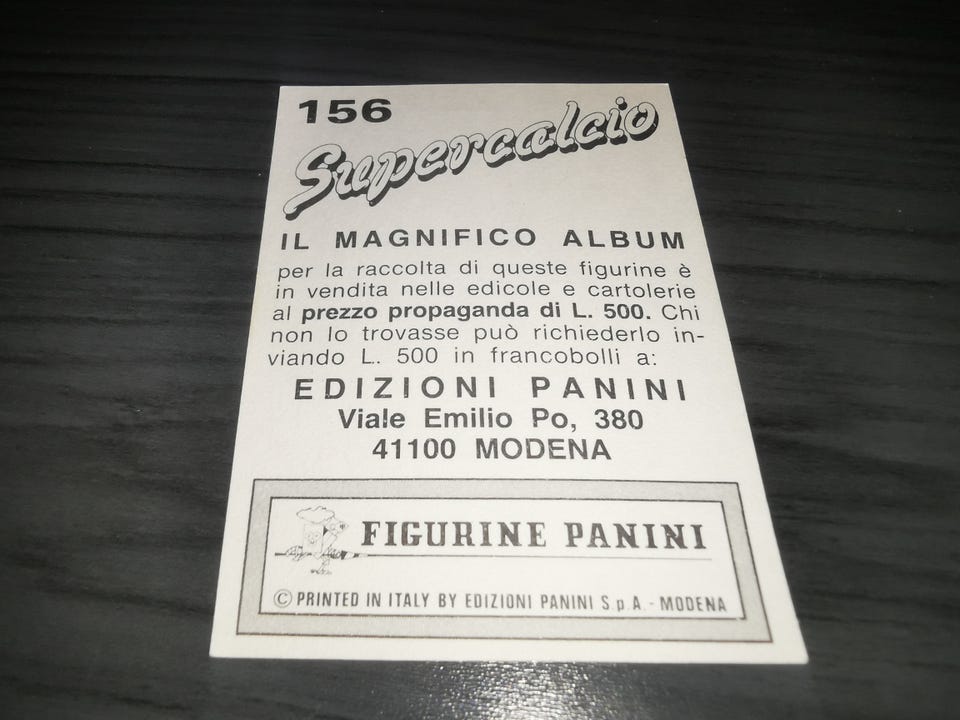 156
Supercalcio
IL MAGNIFICO ALBUM
per la raccolta di queste figurine è
in vendita nelle edicole e cartolerie
al prezzo propaganda di L. 500. Chi
non lo trovasse può richiederlo in-
viando L. 500 in francobolli a:
EDIZIONI PANINI
Viale Emilio Po, 380
41100 MODENA
FIGURINE PANINI
© PRINTED IN ITALY BY EDIZIONI PANINI S.p.A. - MODENA